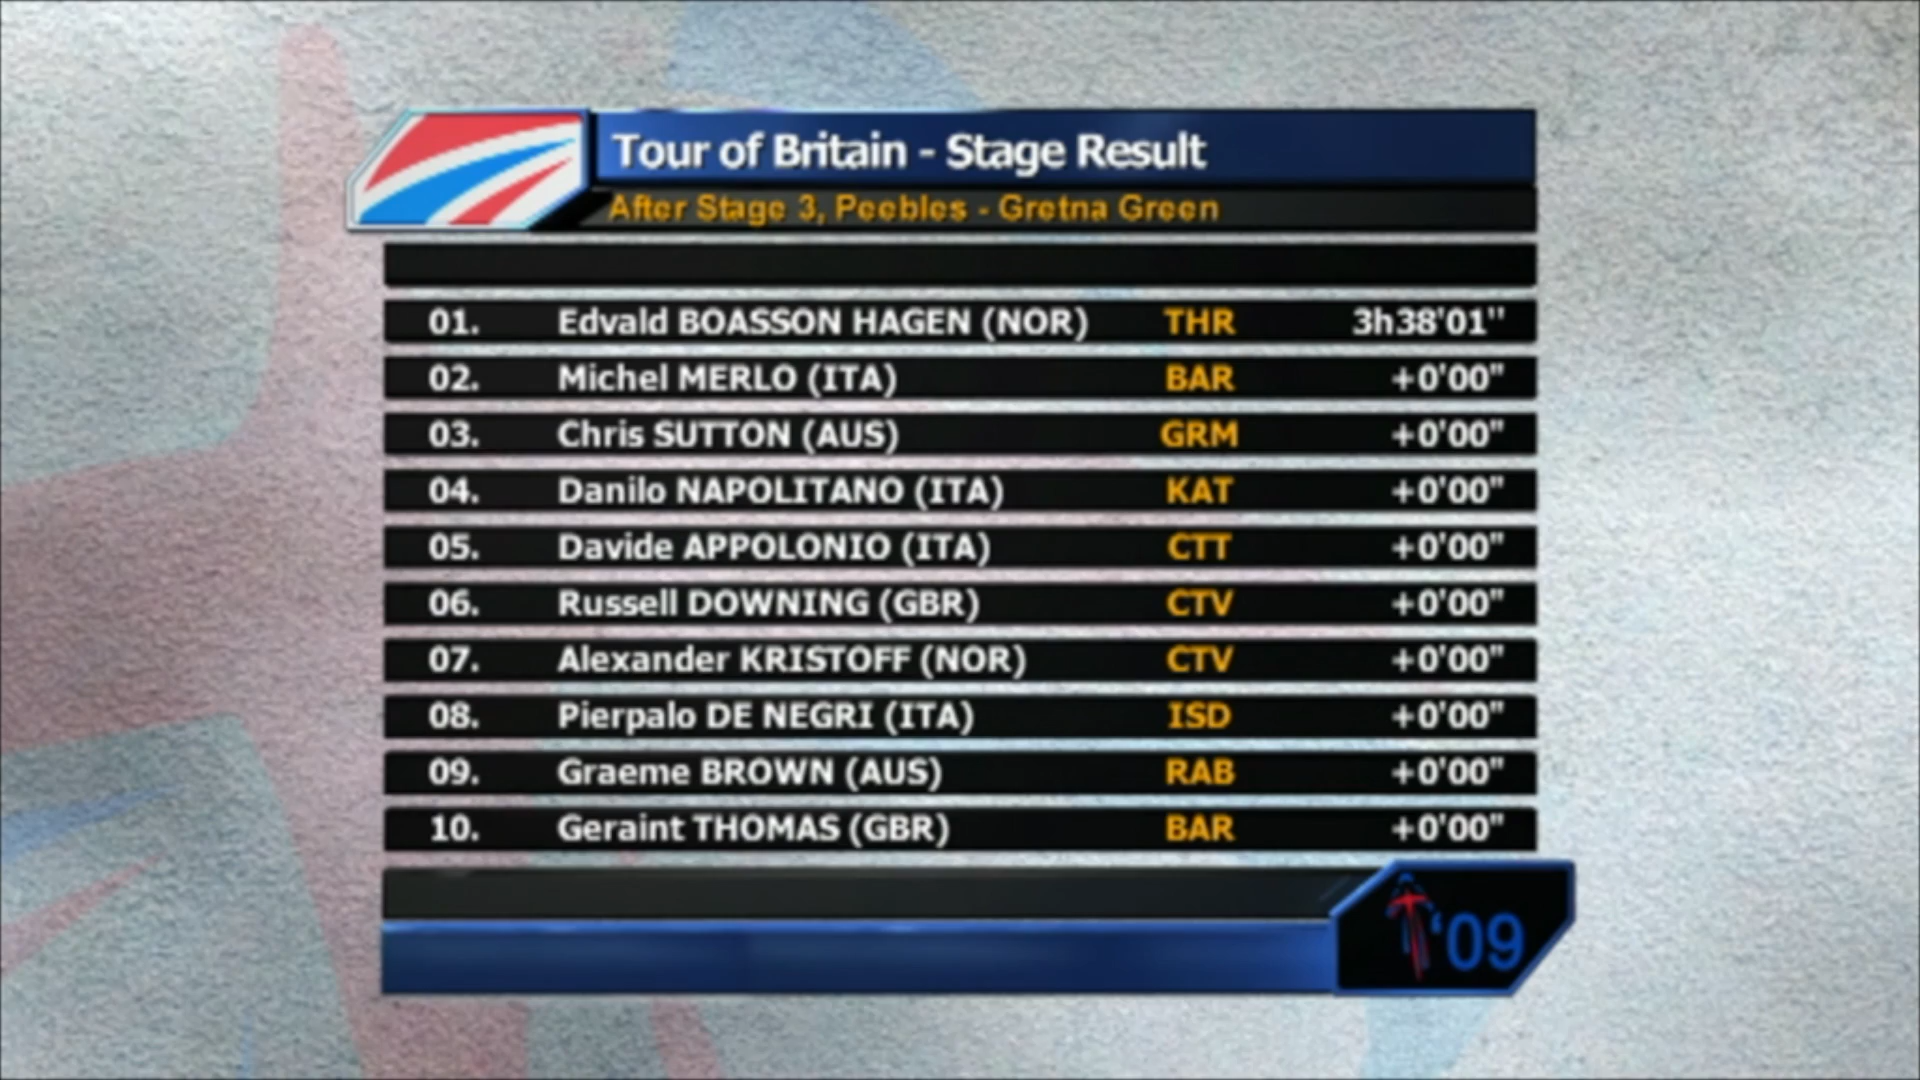 Tour of Britain - Stage Result
After Stage 3, Peebles - Gretna Green
01. Edvald BOASSON HAGEN (NOR) THR 3h38'01"
02. Michel MERLO (ITA) BAR +0'00"
03. Chris SUTTON (AUS) GRM +0'00"
04. Danilo NAPOLITANO (ITA) KAT +0'00"
05. Davide APPOLONIO (ITA) CTT +0'00"
06. Russell DOWNING (GBR) CTV +0'00"
07. Alexander KRISTOFF (NOR) CTV +0'00"
08. Pierpalo DE NEGRI (ITA) ISD +0'00"
09. Graeme BROWN (AUS) RAB +0'00"
10. Geraint THOMAS (GBR) BAR +0'00"
'09